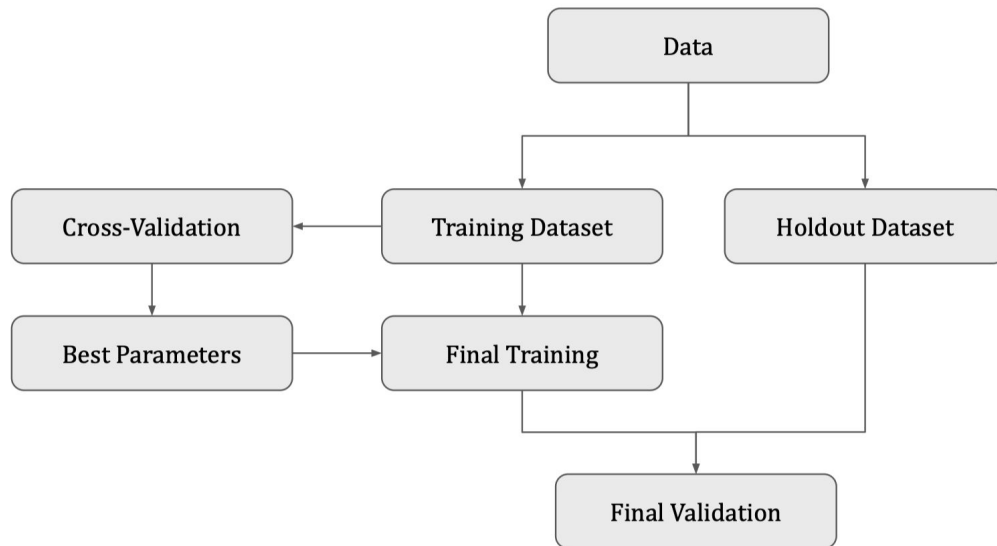 Data
Cross-Validation
Training Dataset
Holdout Dataset
Best Parameters
Final Training
Final Validation